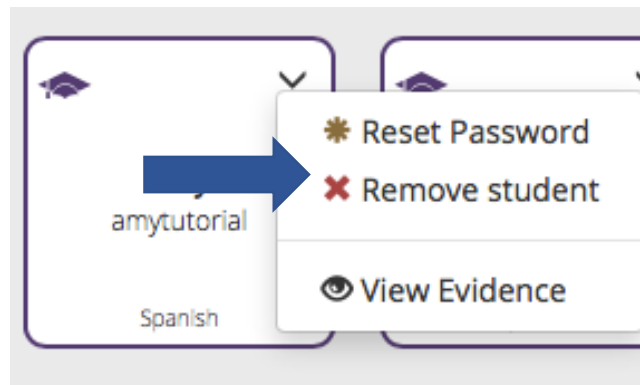 Reset Password
Remove student
amytutorial
View Evidence
Spanish